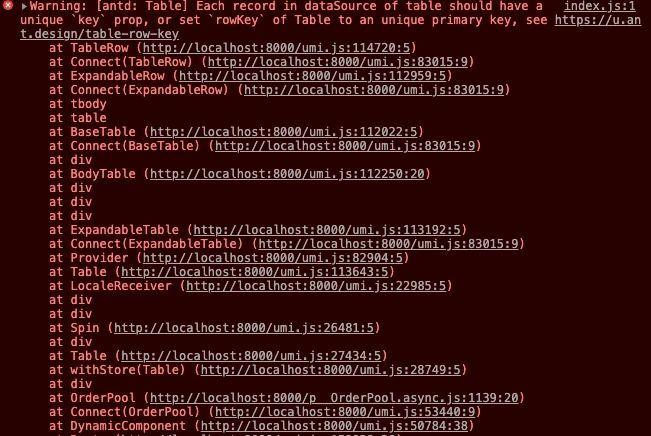 Warning: [antd: Table] Each record in dataSource of table should have a index.js:1
unique `key` prop, or set `rowKey` of Table to an unique primary key, see https://u.a
nt.design/table-row-key
at TableRow (http://localhost:8000/umi.js:114720:5)
at Connect(TableRow) (http://localhost:8000/umi.js:83015:9)
at ExpandableRow (http://localhost:8000/umi.js:112959:5)
at Connect(ExpandableRow) (http://localhost:8000/umi.js:83015:9)
at tbody
at table
at BaseTable (http://localhost:8000/umi.js:112022:5)
at Connect(BaseTable) (http://localhost:8000/umi.js:83015:9)
at div
at BodyTable (http://localhost:8000/umi.js:112250:20)
at div
at div
at div
at ExpandableTable (http://localhost:8000/umi.js:113192:5)
at Connect(ExpandableTable) (http://localhost:8000/umi.js:83015:9)
at Provider (http://localhost:8000/umi.js:82904:5)
at Table (http://localhost:8000/umi.js:113643:5)
at LocaleReceiver (http://localhost:8000/umi.js:22985:5)
at div
at div
at Spin (http://localhost:8000/umi.js:26481:5)
at div
at Table (http://localhost:8000/umi.js:27434:5)
at withStore(Table) (http://localhost:8000/umi.js:28749:5)
at div
at OrderPool (http://localhost:8000/p__OrderPool.async.js:1139:20)
at Connect(OrderPool) (http://localhost:8000/umi.js:53440:9)
at DynamicComponent (http://localhost:8000/umi.js:50784:38)